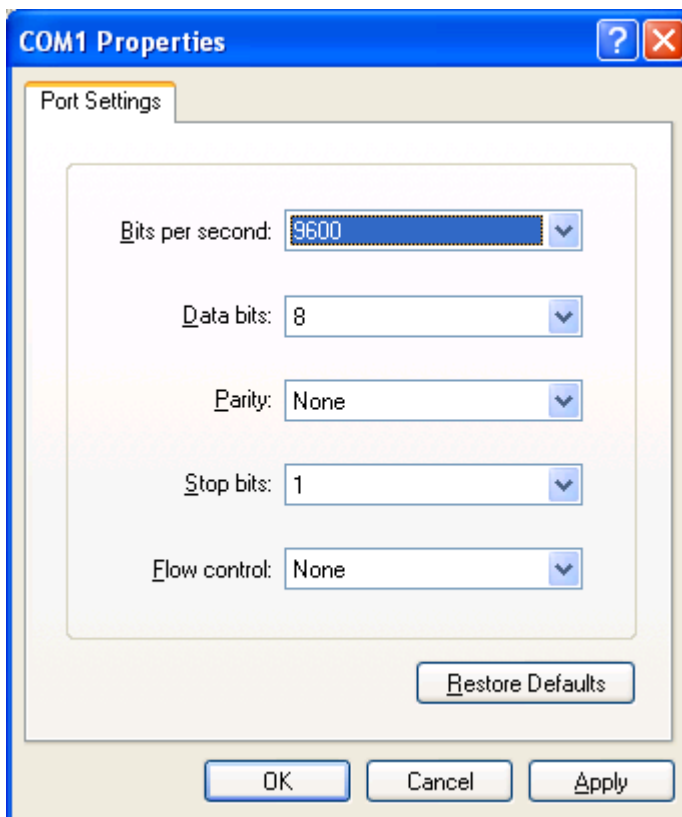 COM1 Properties
Port Settings
Bits per second: 9600
Data bits: 8
Parity: None
Stop bits: 1
Flow control: None
Restore Defaults
OK Cancel Apply